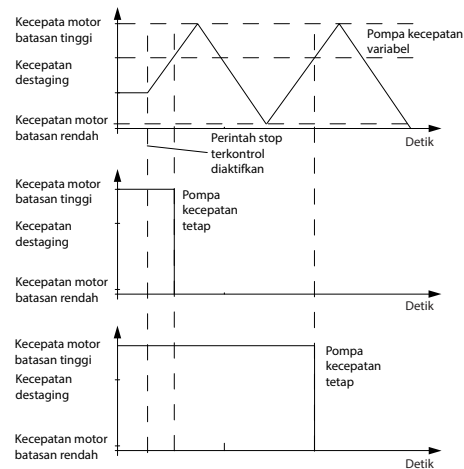 Kecepata motor
batasan tinggi
Pompa kecepatan
variabel
Kecepatan
destaging
Kecepatan motor
batasan rendah
Perintah stop
terkontrol
diaktifkan
Detik
Kecepata motor
batasan tinggi
Pompa
kecepatan
tetap
Kecepatan
destaging
Kecepatan motor
batasan rendah
Detik
Kecepata motor
batasan tinggi
Pompa
kecepatan
tetap
Kecepatan
destaging
Kecepatan motor
batasan rendah
Detik